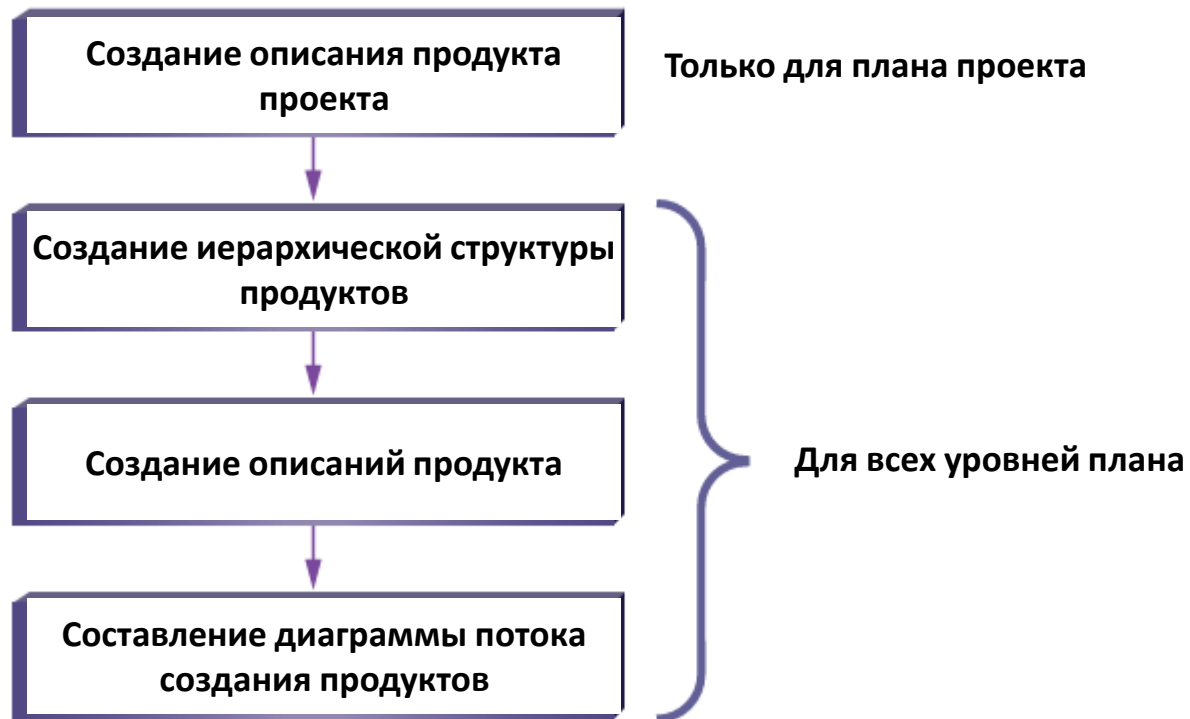 Создание описания продукта
проекта
Только для плана проекта
Создание иерархической структуры
продуктов
Создание описаний продукта
Для всех уровней плана
Составление диаграммы потока
создания продуктов